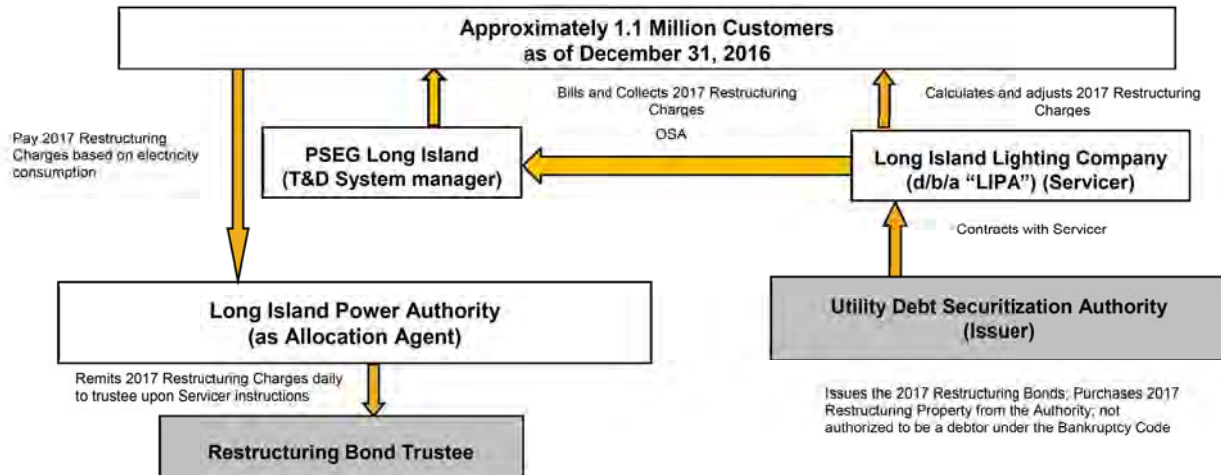 Approximately 1.1 Million Customers
as of December 31, 2016
Bills and Collects 2017 Restructuring
Charges
OSA
Calculates and adjusts 2017 Restructuring
Charges
Pay 2017 Restructuring
Charges based on electricity
consumption
PSEG Long Island
(T&D System manager)
Long Island Lighting Company
(d/b/a “LIPA”) (Servicer)
Contracts with Servicer
Long Island Power Authority
(as Allocation Agent)
Utility Debt Securitization Authority
(Issuer)
Remits 2017 Restructuring Charges daily
to trustee upon Servicer instructions
Issues the 2017 Restructuring Bonds; Purchases 2017
Restructuring Property from the Authority; not
authorized to be a debtor under the Bankruptcy Code
Restructuring Bond Trustee